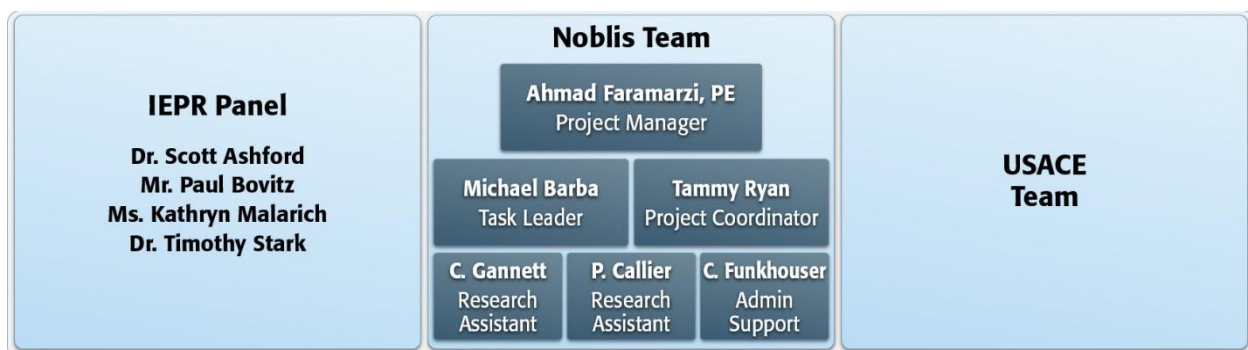 IEPR Panel
Dr. Scott Ashford
Mr. Paul Bovitz
Ms. Kathryn Malarich
Dr. Timothy Stark
Noblis Team
Ahmad Faramarzi, PE
Project Manager
Michael Barba
Task Leader
Tammy Ryan
Project Coordinator
C. Gannett
Research
Assistant
P. Callier
Research
Assistant
C. Funkhouser
Admin
Support
USACE
Team